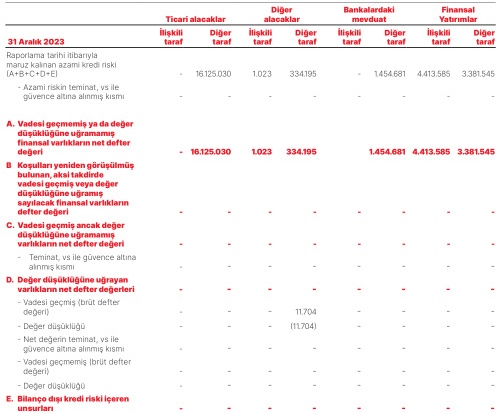 Diğer Bankalardaki Finansal
Ticari alacaklar alacaklar mevduat Yatırımlar
İlişkili Diğer İlişkili Diğer İlişkili Diğer İlişkili Diğer
31 Aralık 2023 taraf taraf taraf taraf taraf taraf taraf taraf
Raporlama tarihi itibarıyla
maruz kalınan azami kredi riski
(A+B+C+D+E) - 16.125.030 1.023 334.195 - 1.454.681 4.413.585 3.381.545
- Azami riskin teminat, vs ile
güvence altına alınmış kısmı - - - - - - - -
A. Vadesi geçmemiş ya da değer
düşüklüğüne uğramamış
finansal varlıkların net defter
değeri - 16.125.030 1.023 334.195 1.454.681 4.413.585 3.381.545
B Koşulları yeniden görüşülmüş
bulunan, aksi takdirde
vadesi geçmiş veya değer
düşüklüğüne uğramış
sayılacak finansal varlıkların
defter değeri - - - - - - - -
C. Vadesi geçmiş ancak değer
düşüklüğüne uğramamış
varlıkların net defter değeri - - - - - - - -
- Teminat, vs ile güvence altına
alınmış kısmı - - - - - - - -
D. Değer düşüklüğüne uğrayan
varlıkların net defter değerleri - - - - - - - -
- Vadesi geçmiş (brüt defter
değeri) - - - 11.704 - - - -
- Değer düşüklüğü - - - (11.704) - - - -
- Net değerin teminat, vs ile
güvence altına alınmış kısmı - - - - - - - -
- Vadesi geçmemiş (brüt defter
değeri) - - - - - - - -
- Değer düşüklüğü - - - - - - - -
E. Bilanço dışı kredi riski içeren
unsurları - - - - - - - -